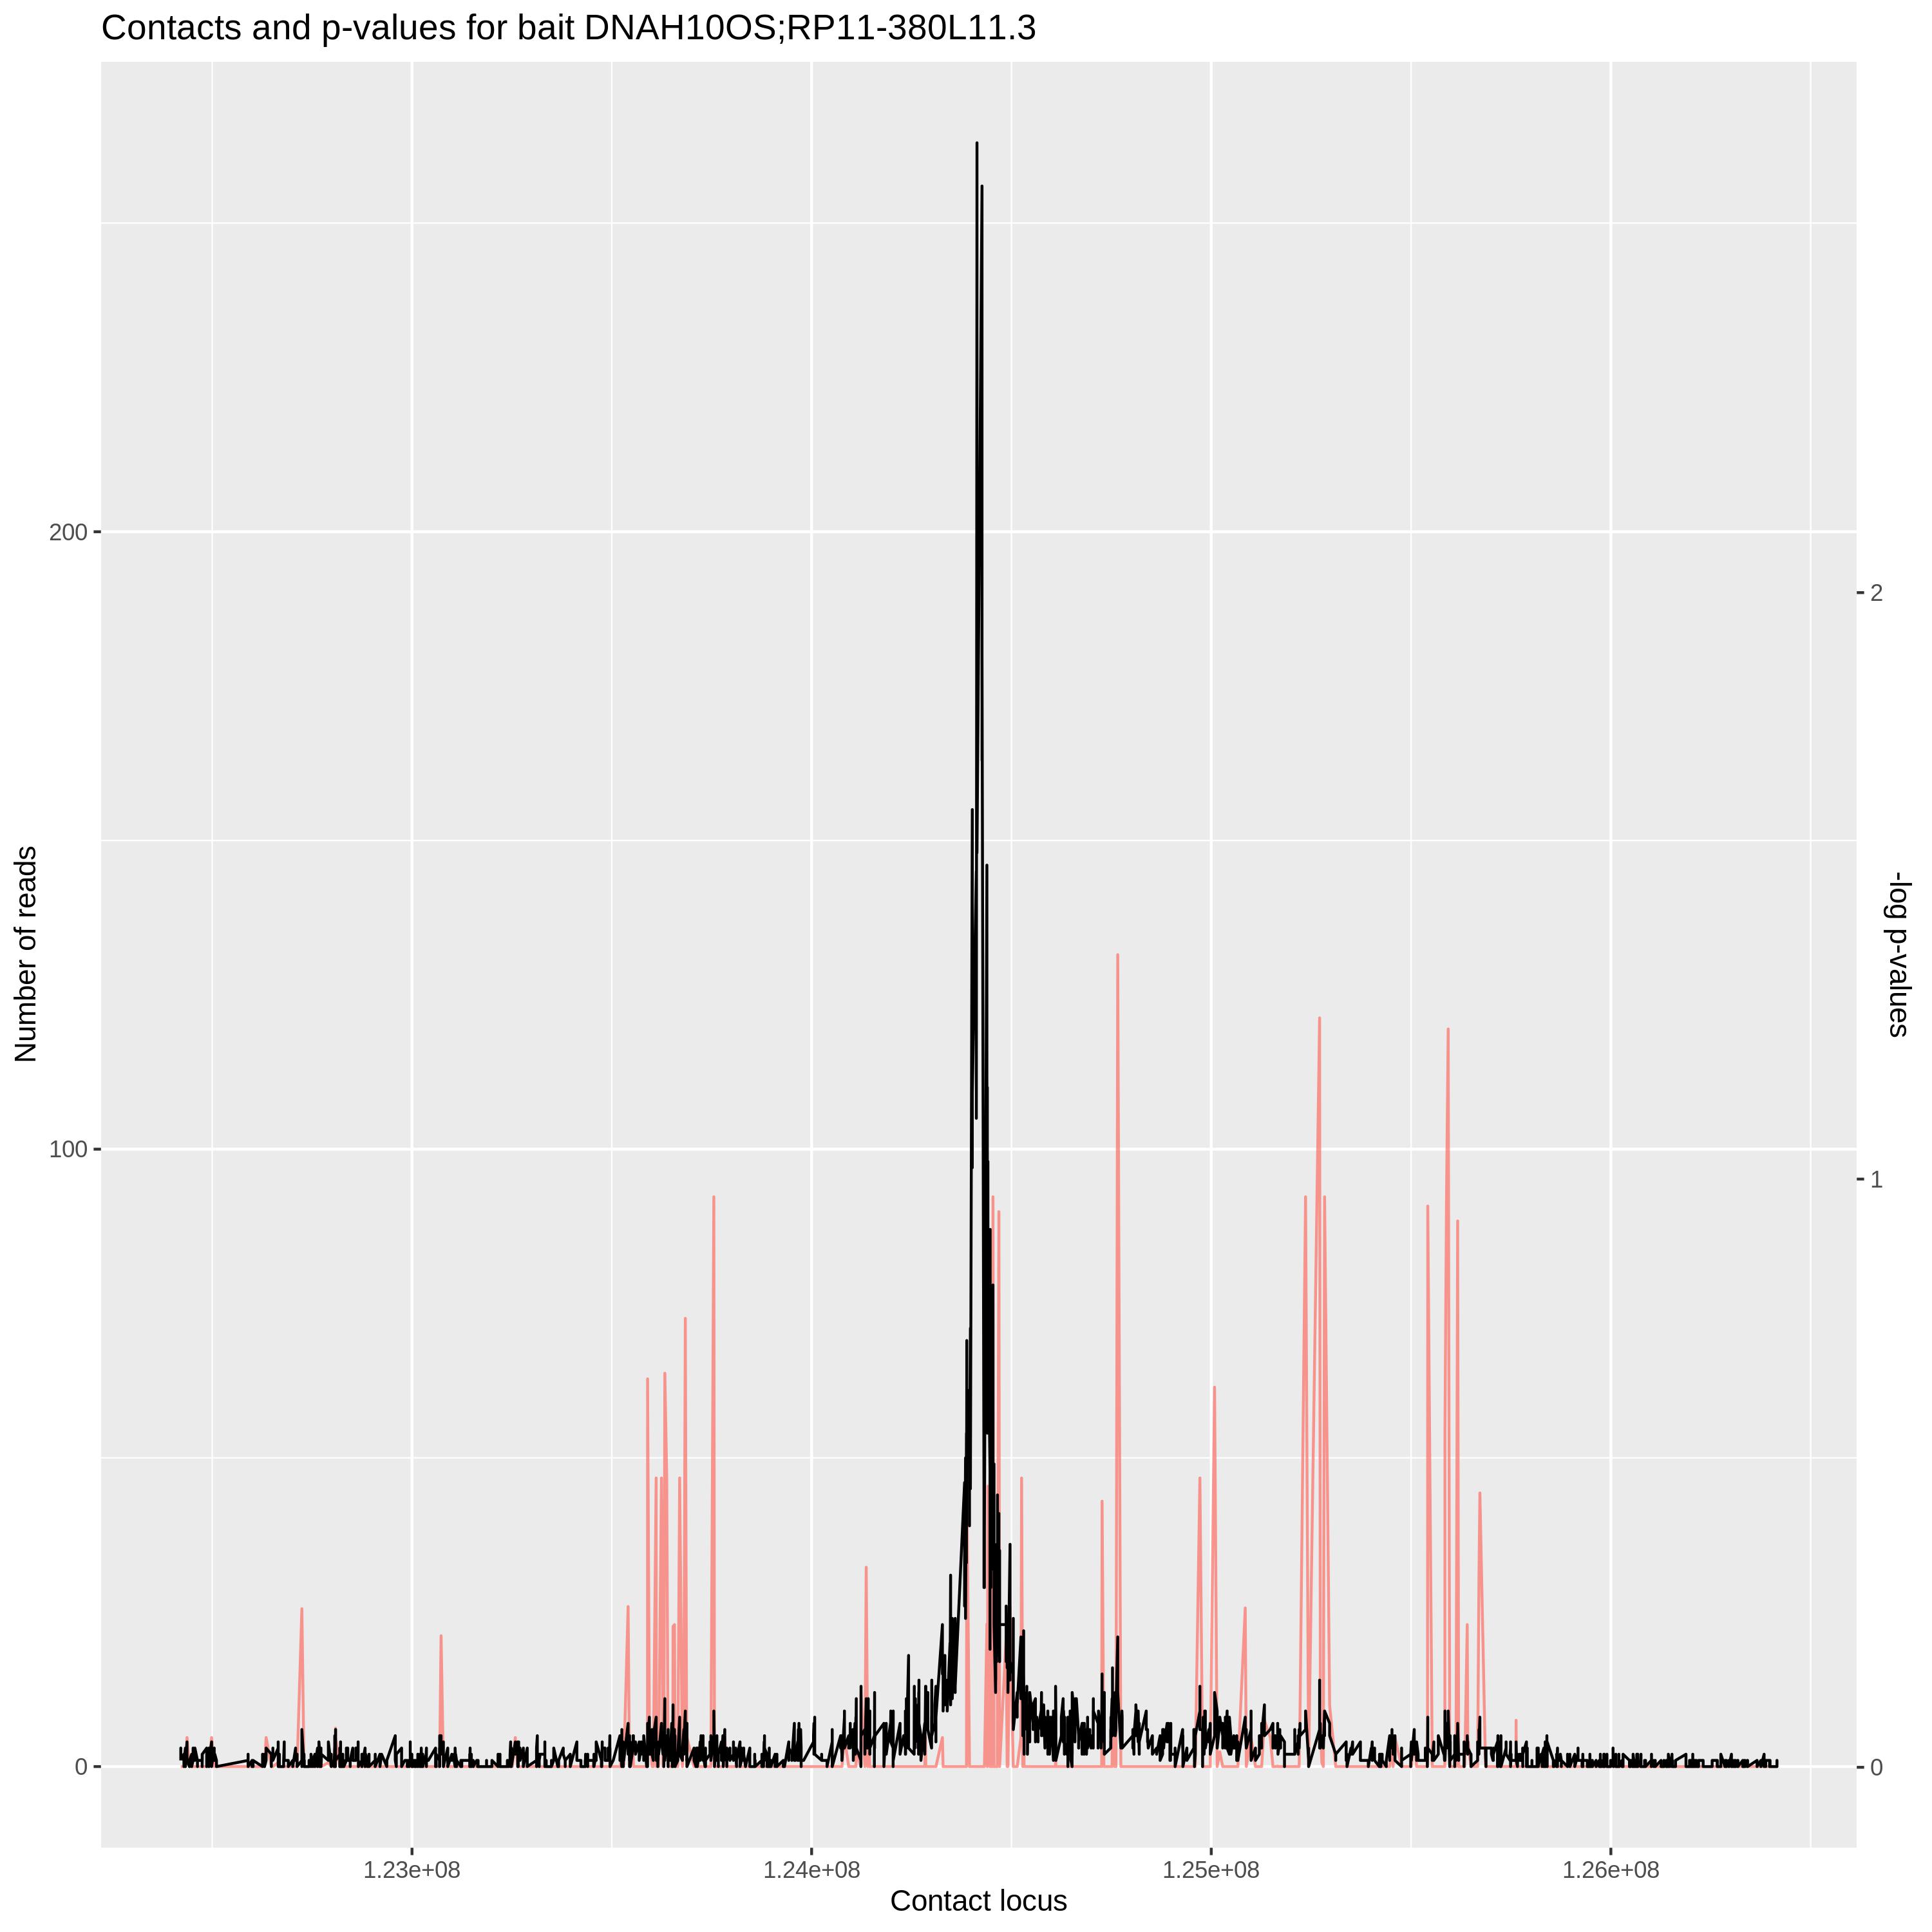 Contacts and p-values for bait DNAH10OS;RP11-380L11.3
Number of reads
200
100
0
2
1
0
-log p-values
1.23e+08
1.24e+08
1.25e+08
1.26e+08
Contact locus